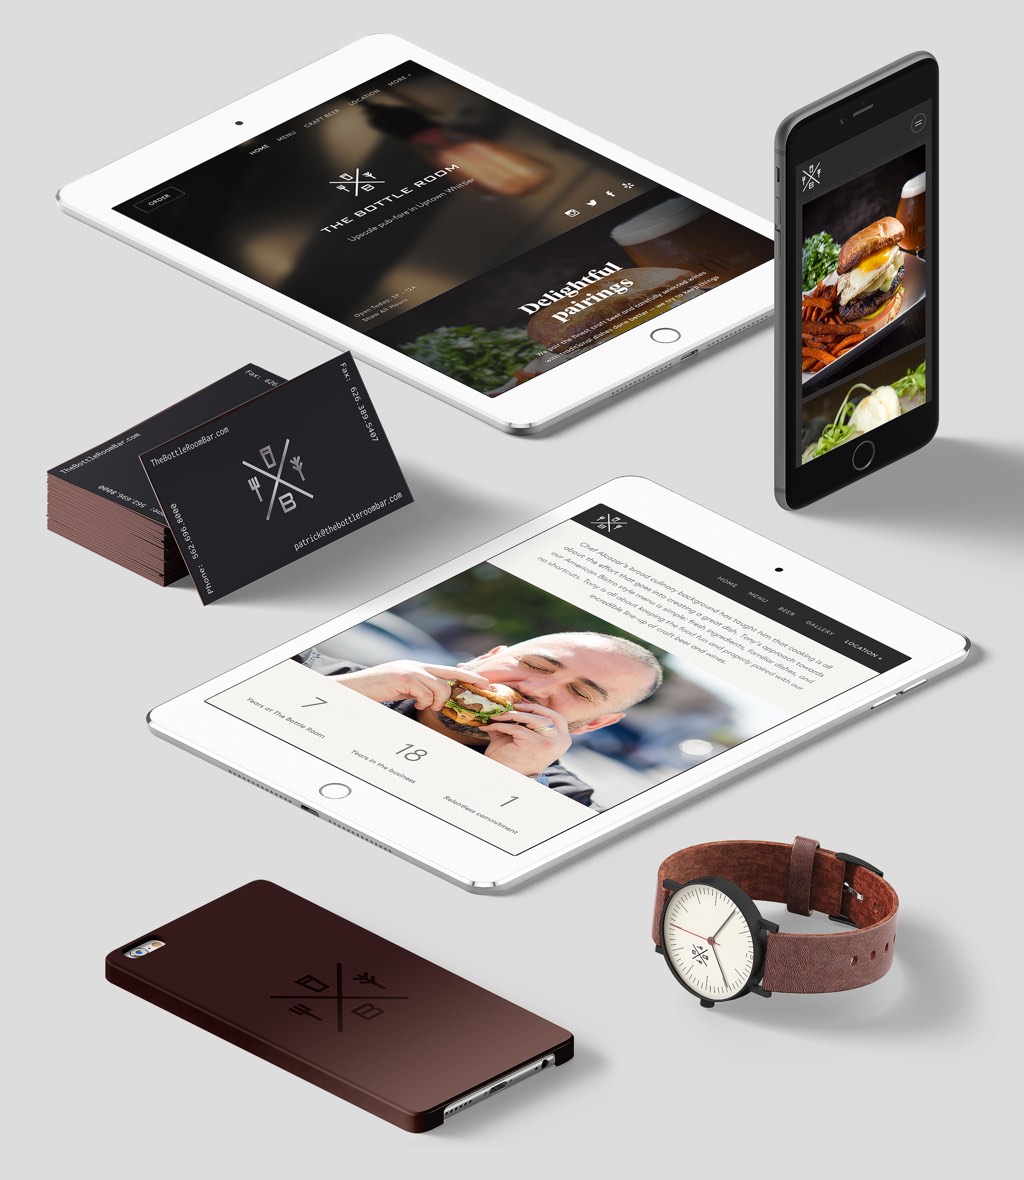 HOME MENU CRAFT BEER LOCATION MORE +
ORDER
B
THE BOTTLE ROOM
Upscale pub-fare in Uptown Whittier
Open Today 3P - 12A
Show All Hours
Delightful
pairings
We pair the finest craft beer and carefully selected wines
with traditional dishes done better — we try to keep things
B
Fax: 626
TheBottleRoomBar.com
562.696.8000
Fax: 626.389.5407
TheBottleRoomBar.com
B
patrick@thebottleroombar.com
Phone: 562.696.8000
B
HOME MENU BEER GALLERY LOCATION +
Chef Alcazar's broad culinary background has taught him that cooking is all
about the effort that goes into creating a great dish. Tony's approach towards
our American Bistro style menu is simple: fresh ingredients, familiar dishes, and
no shortcuts. Tony is all about keeping the food fun and properly paired with our
incredible line-up of craft beer and wines.
7
Years at The Bottle Room
18
Years in the business
1
Relentless commitment
B
B